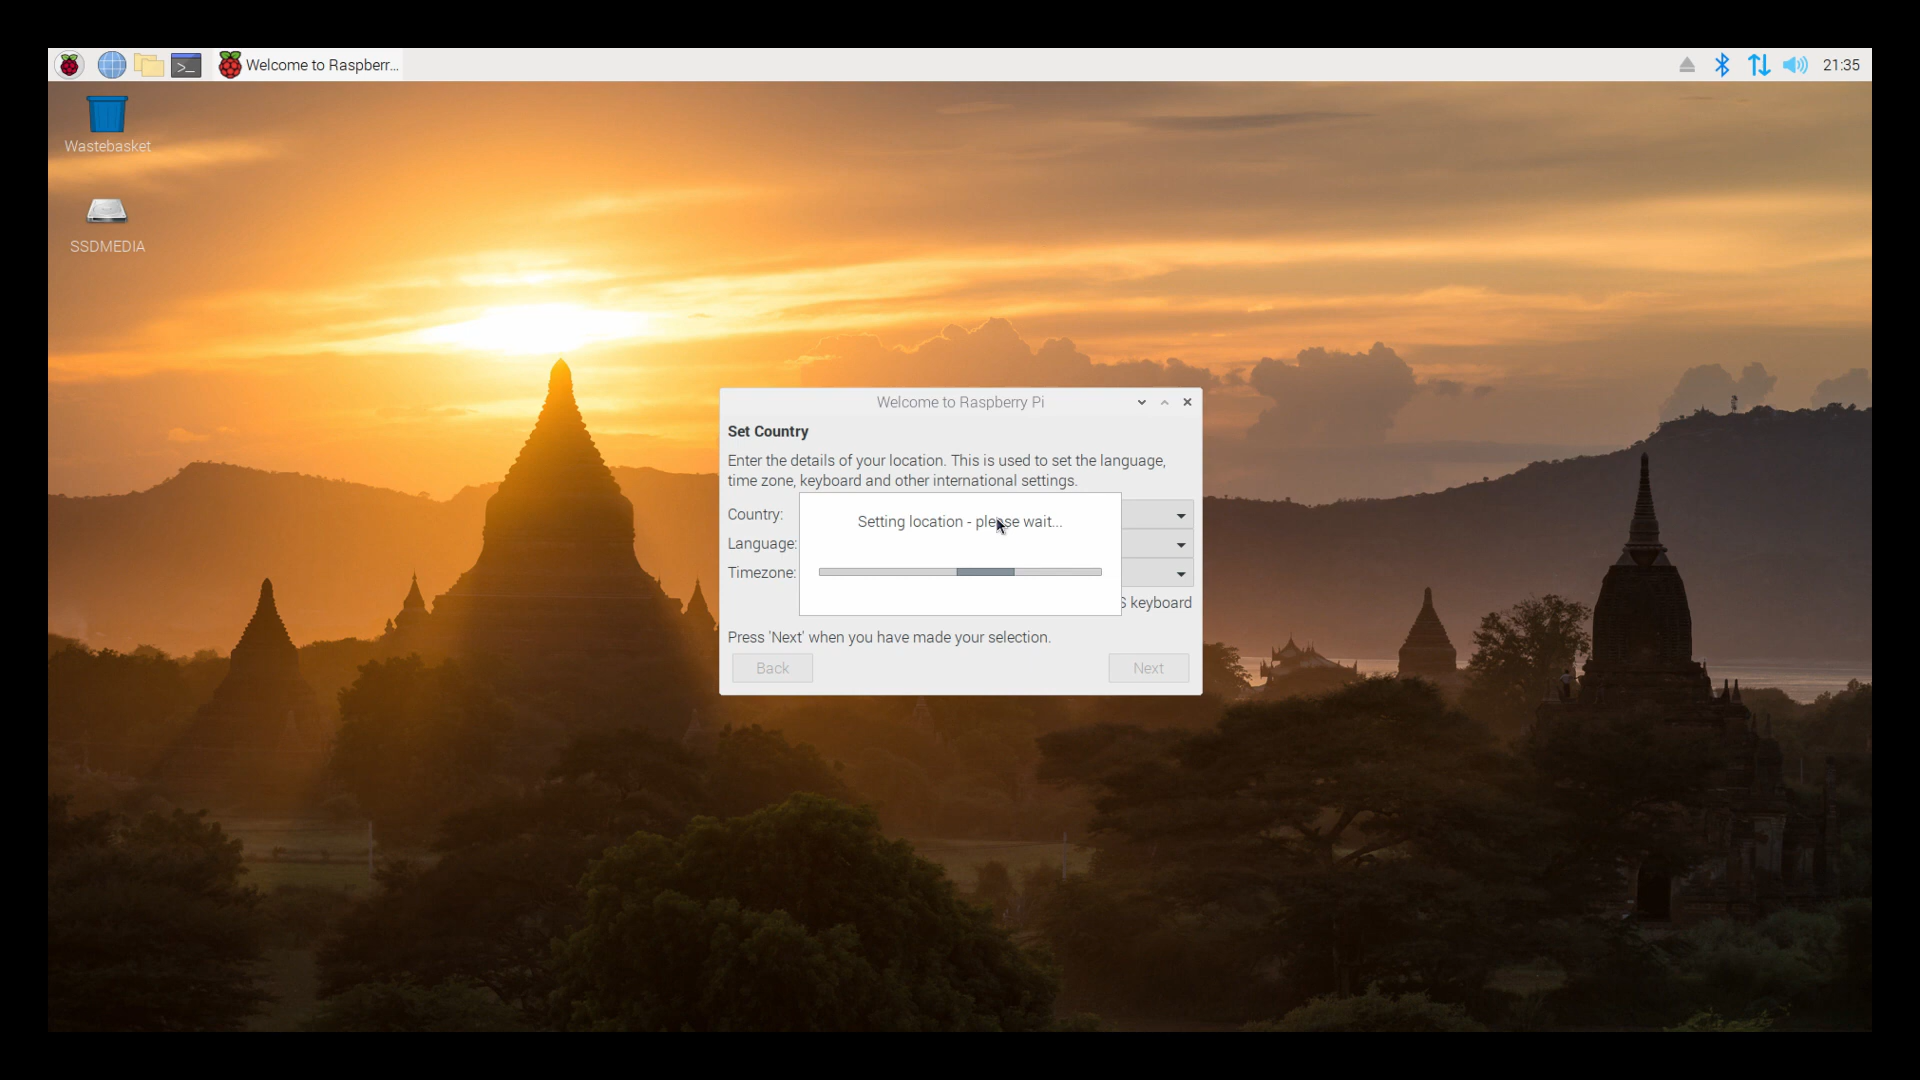 Welcome to Raspberr...
21:35
Wastebasket
SSDMEDIA
Welcome to Raspberry Pi
Set Country
Enter the details of your location. This is used to set the language,
time zone, keyboard and other international settings.
Country:
Setting location - please wait...
Language:
Timezone:
keyboard
Press 'Next' when you have made your selection.
Back
Next